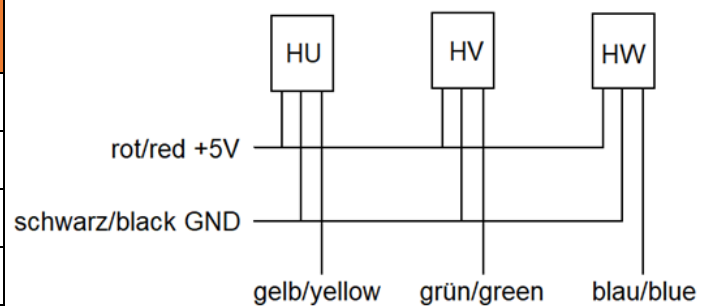 HU HV HW
rot/red +5V
schwarz/black GND
gelb/yellow grün/green blau/blue